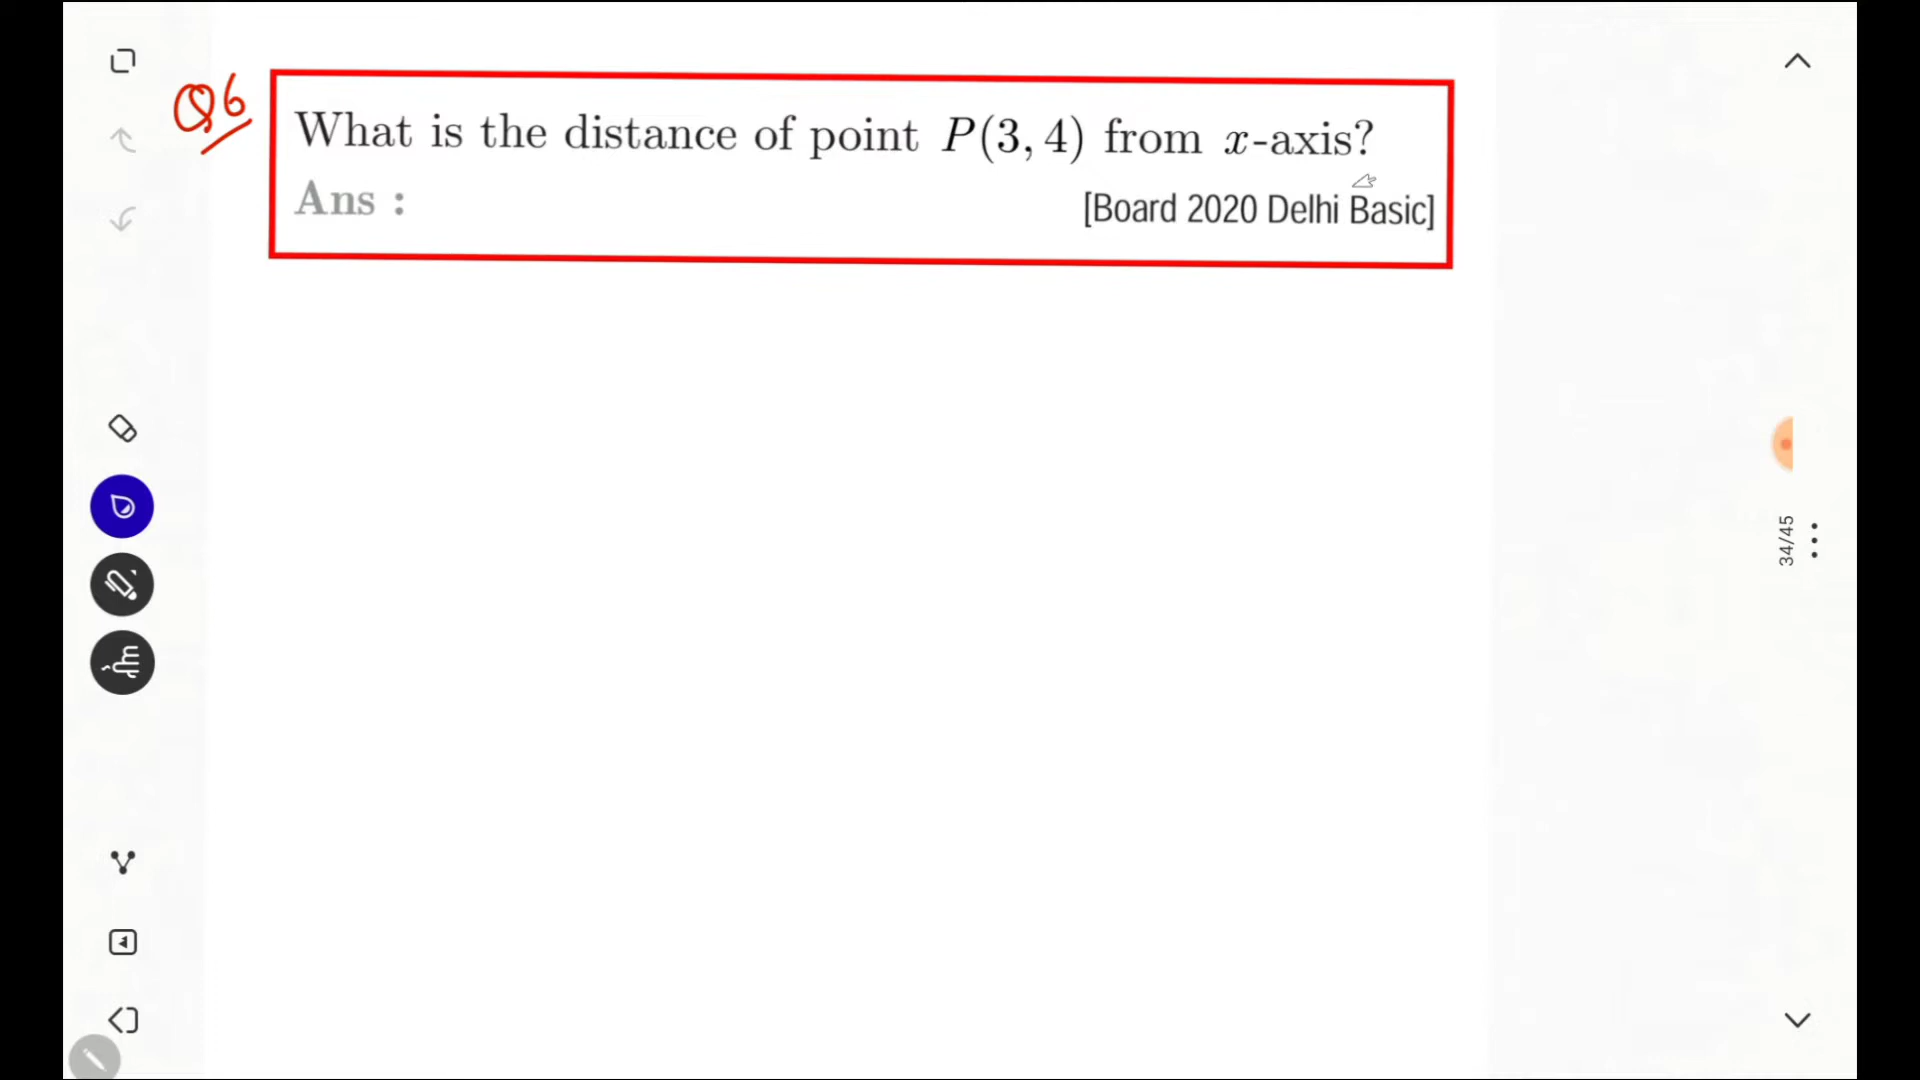 Q6
What is the distance of point P(3, 4) from x-axis?
Ans :
[Board 2020 Delhi Basic]
34/45